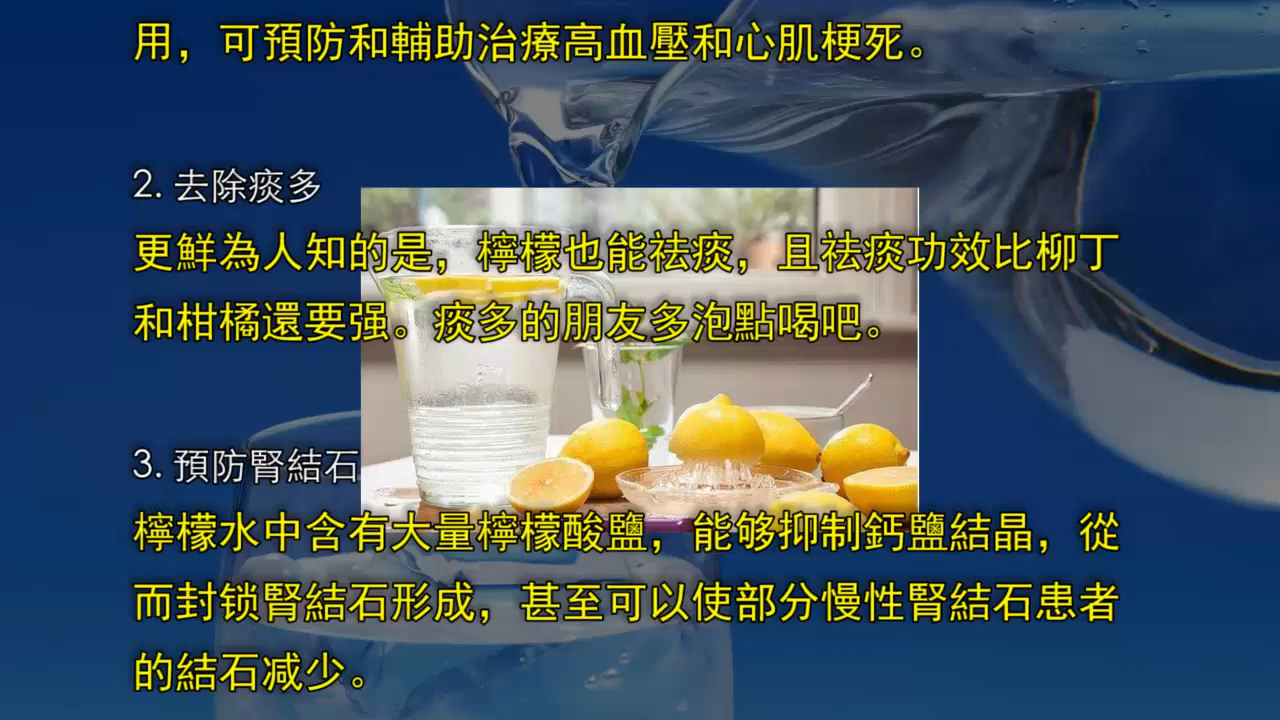 用，可預防和輔助治療高血壓和心肌梗死。
2. 去除痰多
更鮮為人知的是，檸檬也能祛痰，且祛痰功效比柳丁
和柑橘還要强。痰多的朋友多泡點喝吧。
3. 預防腎結石
檸檬水中含有大量檸檬酸鹽，能够抑制鈣鹽結晶，從
而封锁腎結石形成，甚至可以使部分慢性腎結石患者
的結石减少。